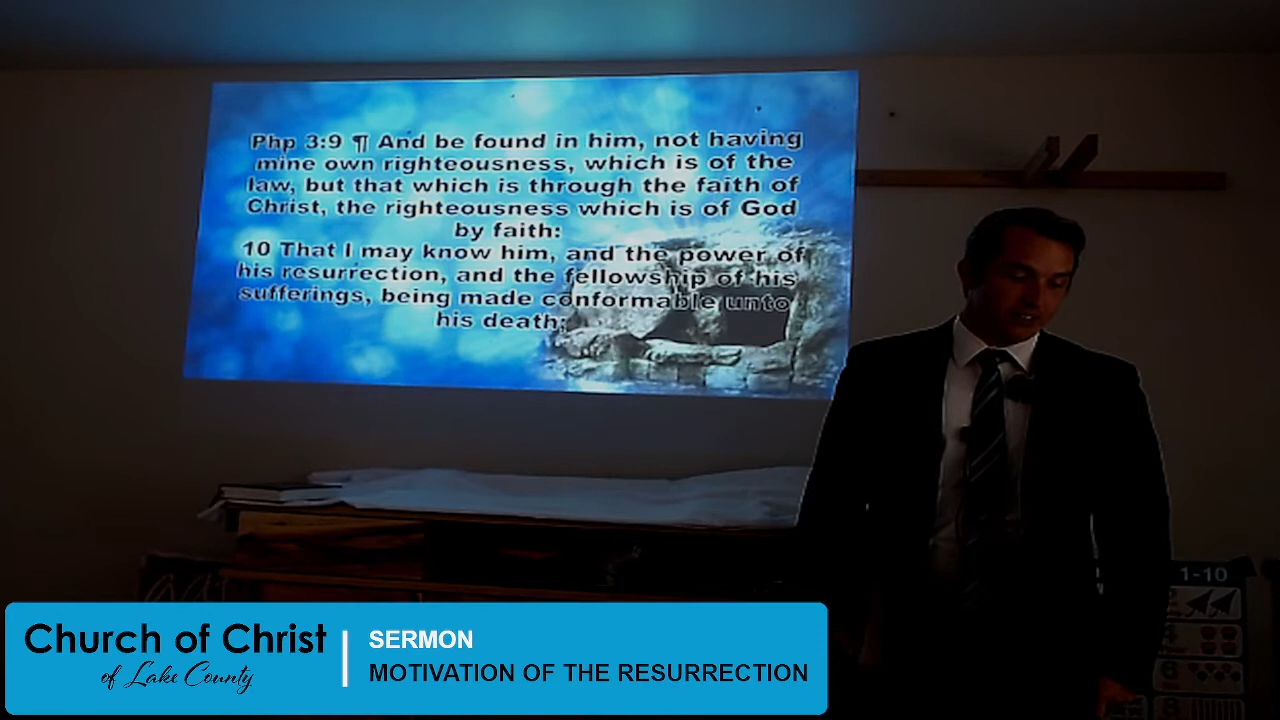 Php 3:9 ¶ And be found in him, not having
mine own righteousness, which is of the
law, but that which is through the faith of
Christ, the righteousness which is of God
by faith:
10 That I may know him, and the power of
his resurrection, and the fellowship of his
sufferings, being made conformable unto
his death;
1-10
Church of Christ
of Lake County
SERMON
MOTIVATION OF THE RESURRECTION